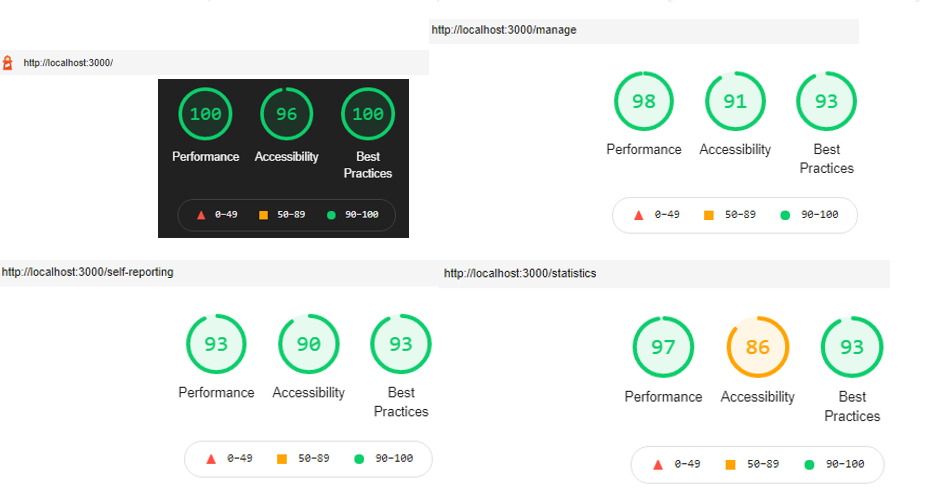 http://localhost:3000/
100 96 100
Performance Accessibility Best
Practices
0–49 50–89 90–100
http://localhost:3000/manage
98 91 93
Performance Accessibility Best
Practices
0–49 50–89 90–100
http://localhost:3000/self-reporting
93 90 93
Performance Accessibility Best
Practices
0–49 50–89 90–100
http://localhost:3000/statistics
97 86 93
Performance Accessibility Best
Practices
0–49 50–89 90–100